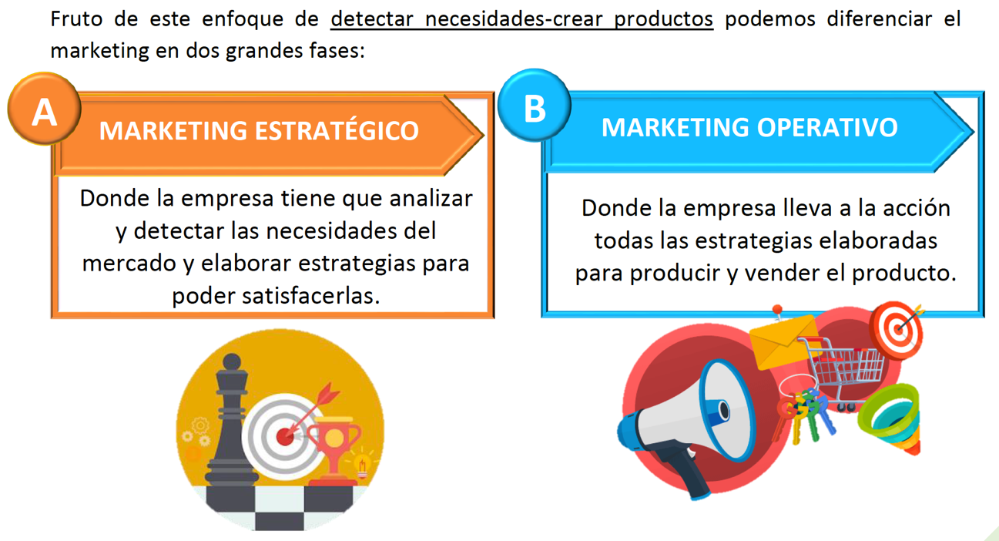 Fruto de este enfoque de detectar necesidades-crear productos podemos diferenciar el
marketing en dos grandes fases:
A
MARKETING ESTRATÉGICO
Donde la empresa tiene que analizar
y detectar las necesidades del
mercado y elaborar estrategias para
poder satisfacerlas.
B
MARKETING OPERATIVO
Donde la empresa lleva a la acción
todas las estrategias elaboradas
para producir y vender el producto.